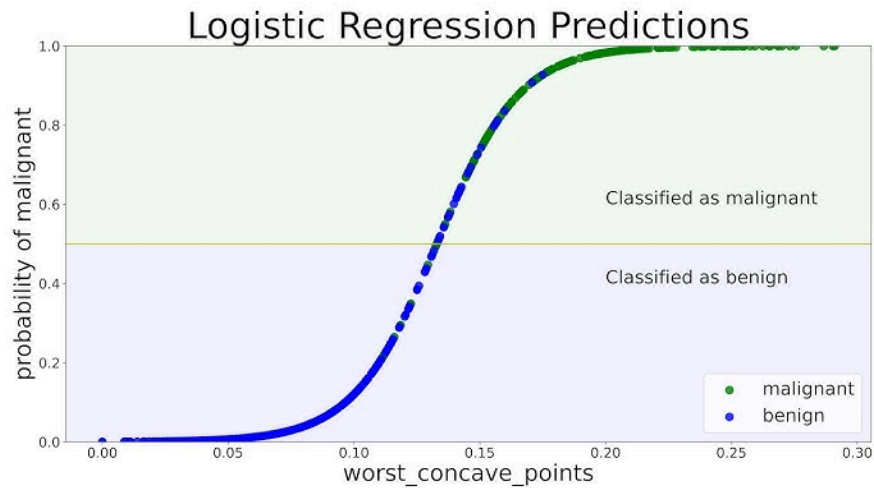 Logistic Regression Predictions
1.0
0.8
0.6
0.4
0.2
0.0
probability of malignant
Classified as malignant
Classified as benign
malignant
benign
0.00 0.05 0.10 0.15 0.20 0.25 0.30
worst_concave_points